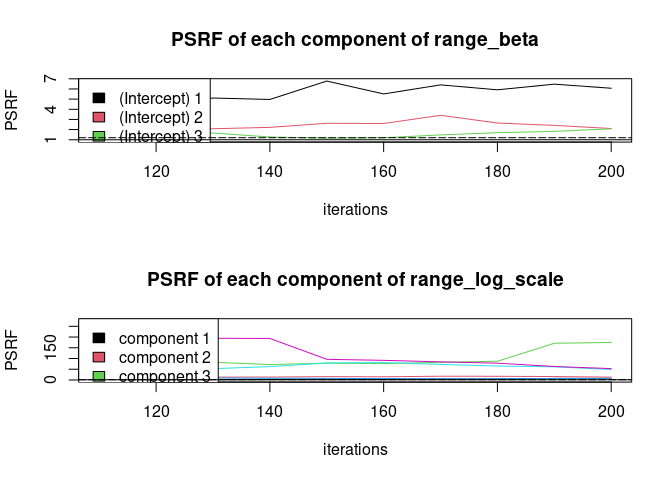 PSRF of each component of range_beta
PSRF
7
4
1
(Intercept) 1
(Intercept) 2
(Intercept) 3
120 140 160 180 200
iterations
PSRF of each component of range_log_scale
PSRF
150
0
component 1
component 2
component 3
120 140 160 180 200
iterations